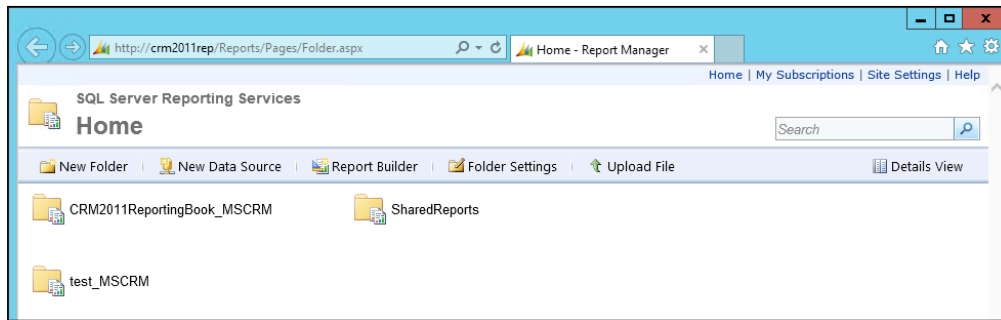 http://crm2011rep/Reports/Pages/Folder.aspx
Home - Report Manager
Home | My Subscriptions | Site Settings | Help
SQL Server Reporting Services
Home
Search
New Folder | New Data Source | Report Builder | Folder Settings | Upload File
Details View
CRM2011ReportingBook_MSCRM
SharedReports
test_MSCRM